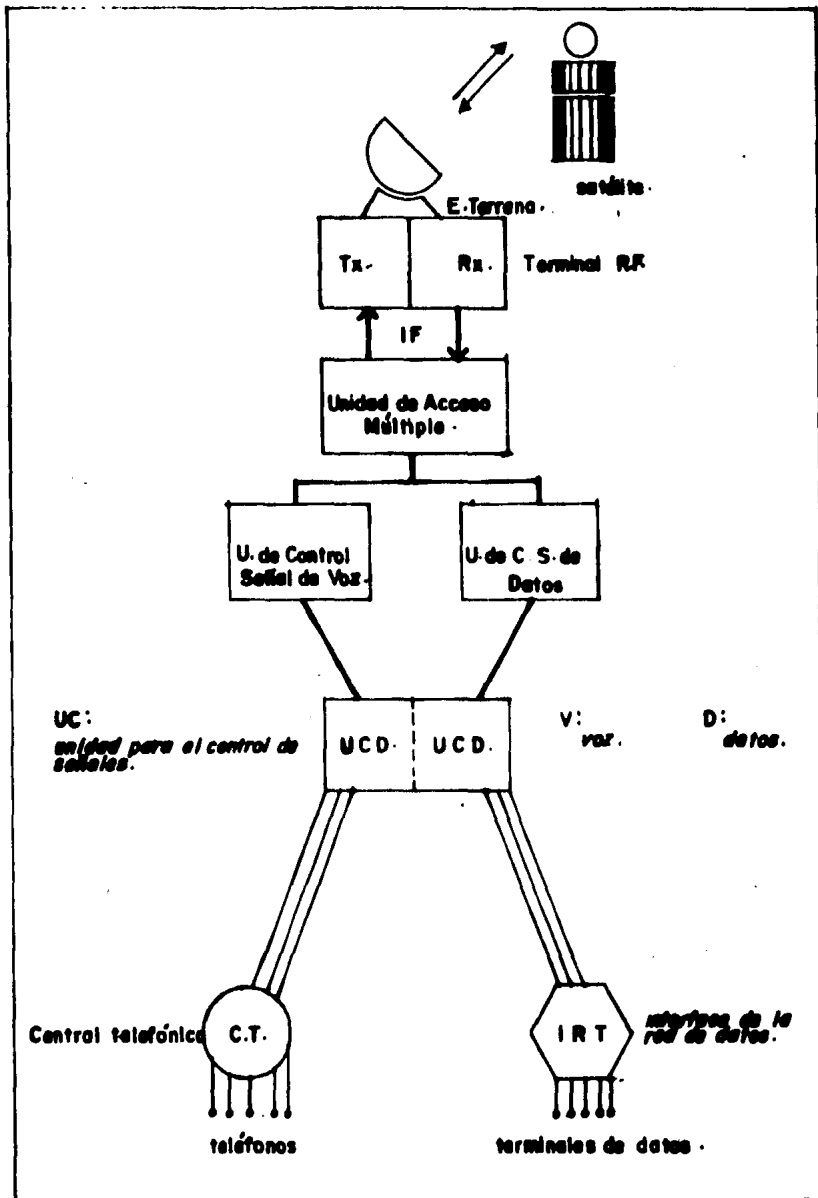 satélite.
E. Terrena.
Tx.
Rx.
Terminal RF
IF
Unidad de Acceso
Múltiple.
U. de Control
Señal de Voz.
U. de C. S. de
Datos
UC:
unidad para el control de
señales.
UCD.
UCD.
V:
voz.
D:
datos.
Central telefónica
C.T.
IRT
interface de la
red de datos.
teléfonos
terminales de datos.